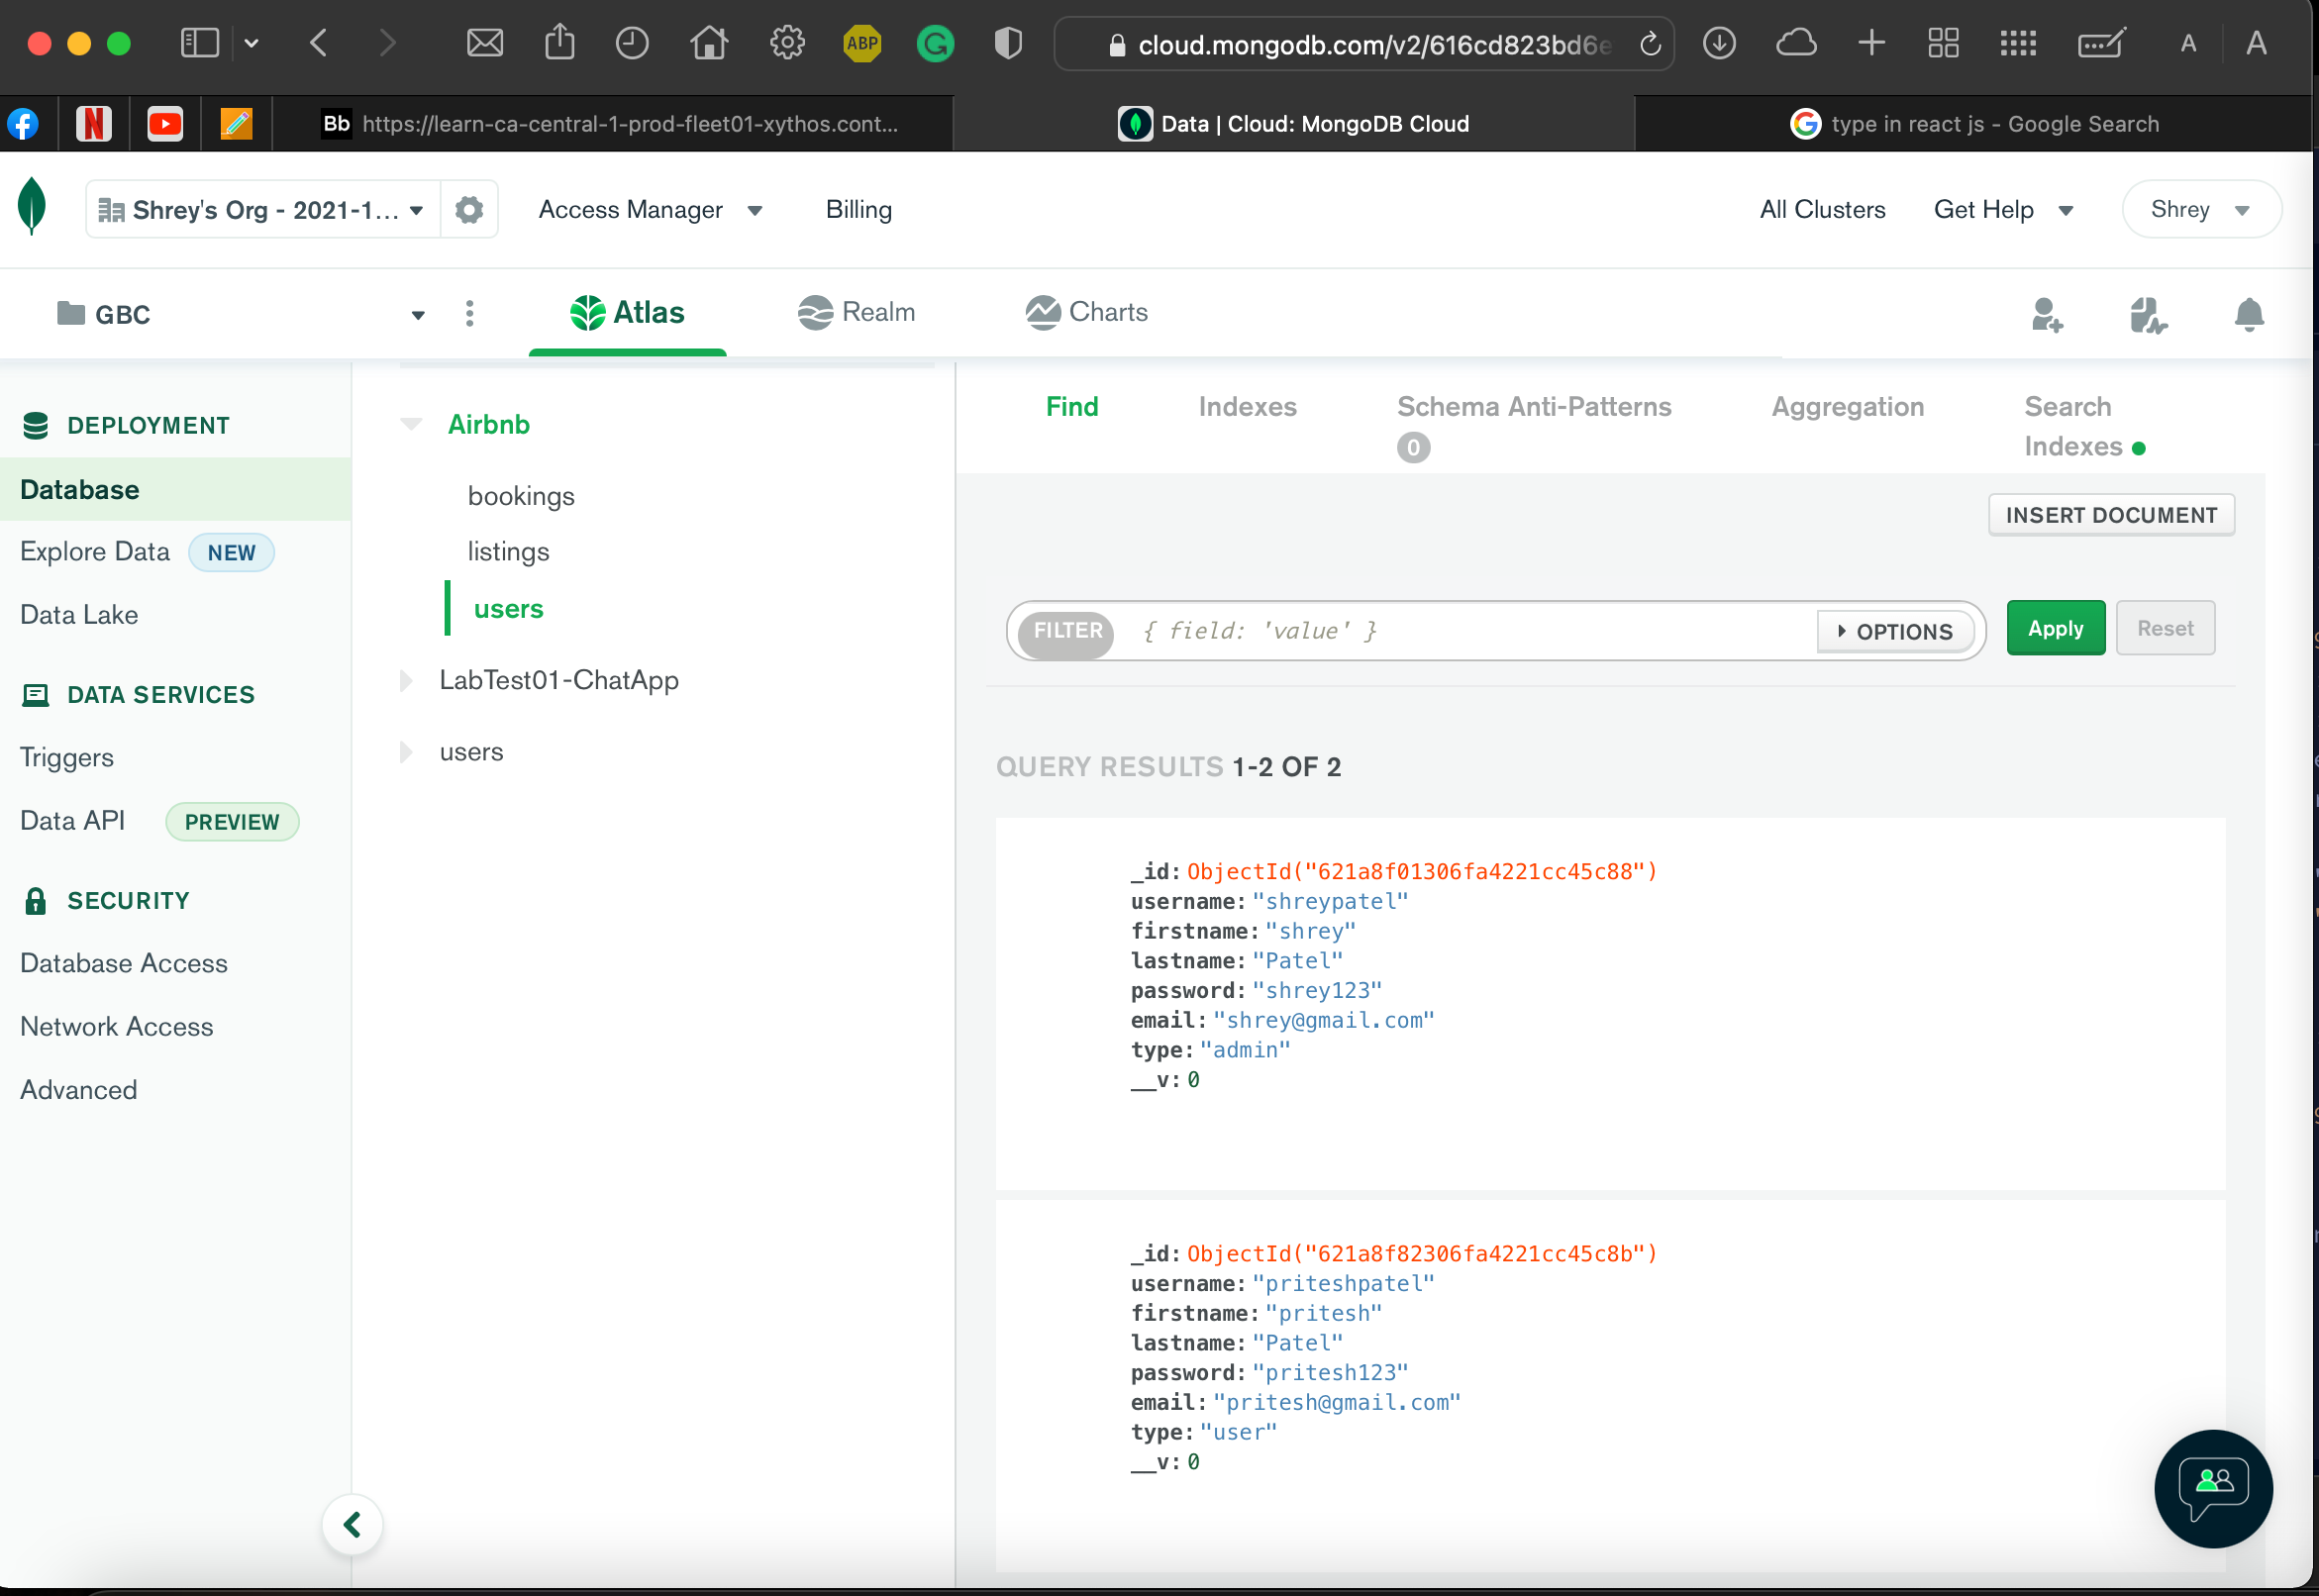 ABP
cloud.mongodb.com/v2/616cd823bd6e
A
A
Bb https://learn-ca-central-1-prod-fleet01-xythos.cont...
Data | Cloud: MongoDB Cloud
type in react js - Google Search
Shrey's Org - 2021-1...
Access Manager
Billing
All Clusters
Get Help
Shrey
GBC
Atlas
Realm
Charts
DEPLOYMENT
Database
Explore Data NEW
Data Lake
DATA SERVICES
Triggers
Data API PREVIEW
SECURITY
Database Access
Network Access
Advanced
Airbnb
bookings
listings
users
LabTest01-ChatApp
users
Find
Indexes
Schema Anti-Patterns
0
Aggregation
Search
Indexes
INSERT DOCUMENT
FILTER { field: 'value' } OPTIONS
Apply
Reset
QUERY RESULTS 1-2 OF 2
_id: ObjectId("621a8f01306fa4221cc45c88")
username: "shreypatel"
firstname: "shrey"
lastname: "Patel"
password: "shrey123"
email: "shrey@gmail.com"
type: "admin"
__v: 0
_id: ObjectId("621a8f82306fa4221cc45c8b")
username: "priteshpatel"
firstname: "pritesh"
lastname: "Patel"
password: "pritesh123"
email: "pritesh@gmail.com"
type: "user"
__v: 0